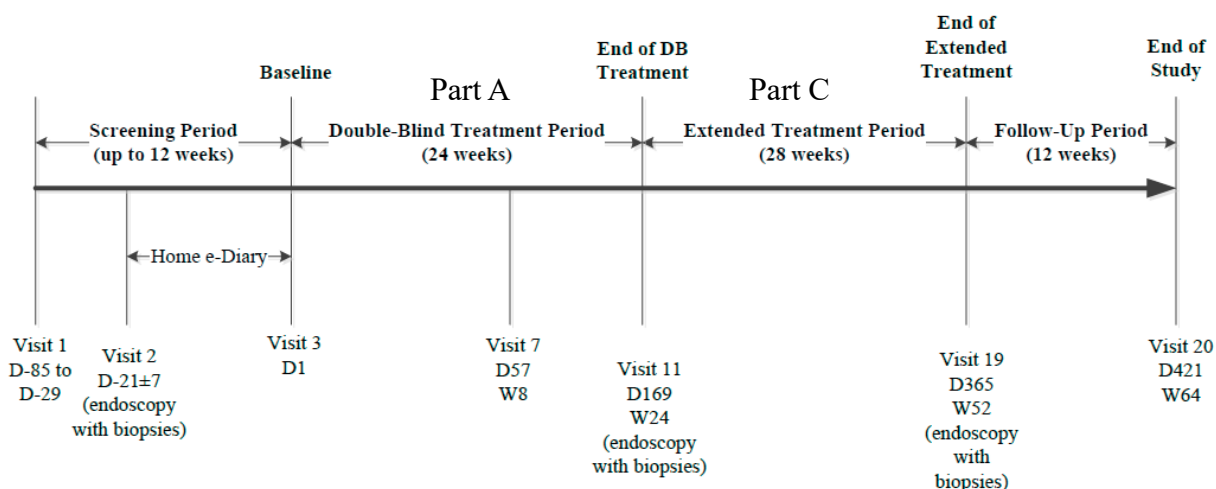 Baseline
Part A
End of DB
Treatment
Part C
End of
Extended
Treatment
End of
Study
Screening Period
(up to 12 weeks)
Double-Blind Treatment Period
(24 weeks)
Extended Treatment Period
(28 weeks)
Follow-Up Period
(12 weeks)
Home e-Diary
Visit 1
D-85 to
D-29
Visit 2
D-21±7
(endoscopy
with biopsies)
Visit 3
D1
Visit 7
D57
W8
Visit 11
D169
W24
(endoscopy
with biopsies)
Visit 19
D365
W52
(endoscopy
with
biopsies)
Visit 20
D421
W64